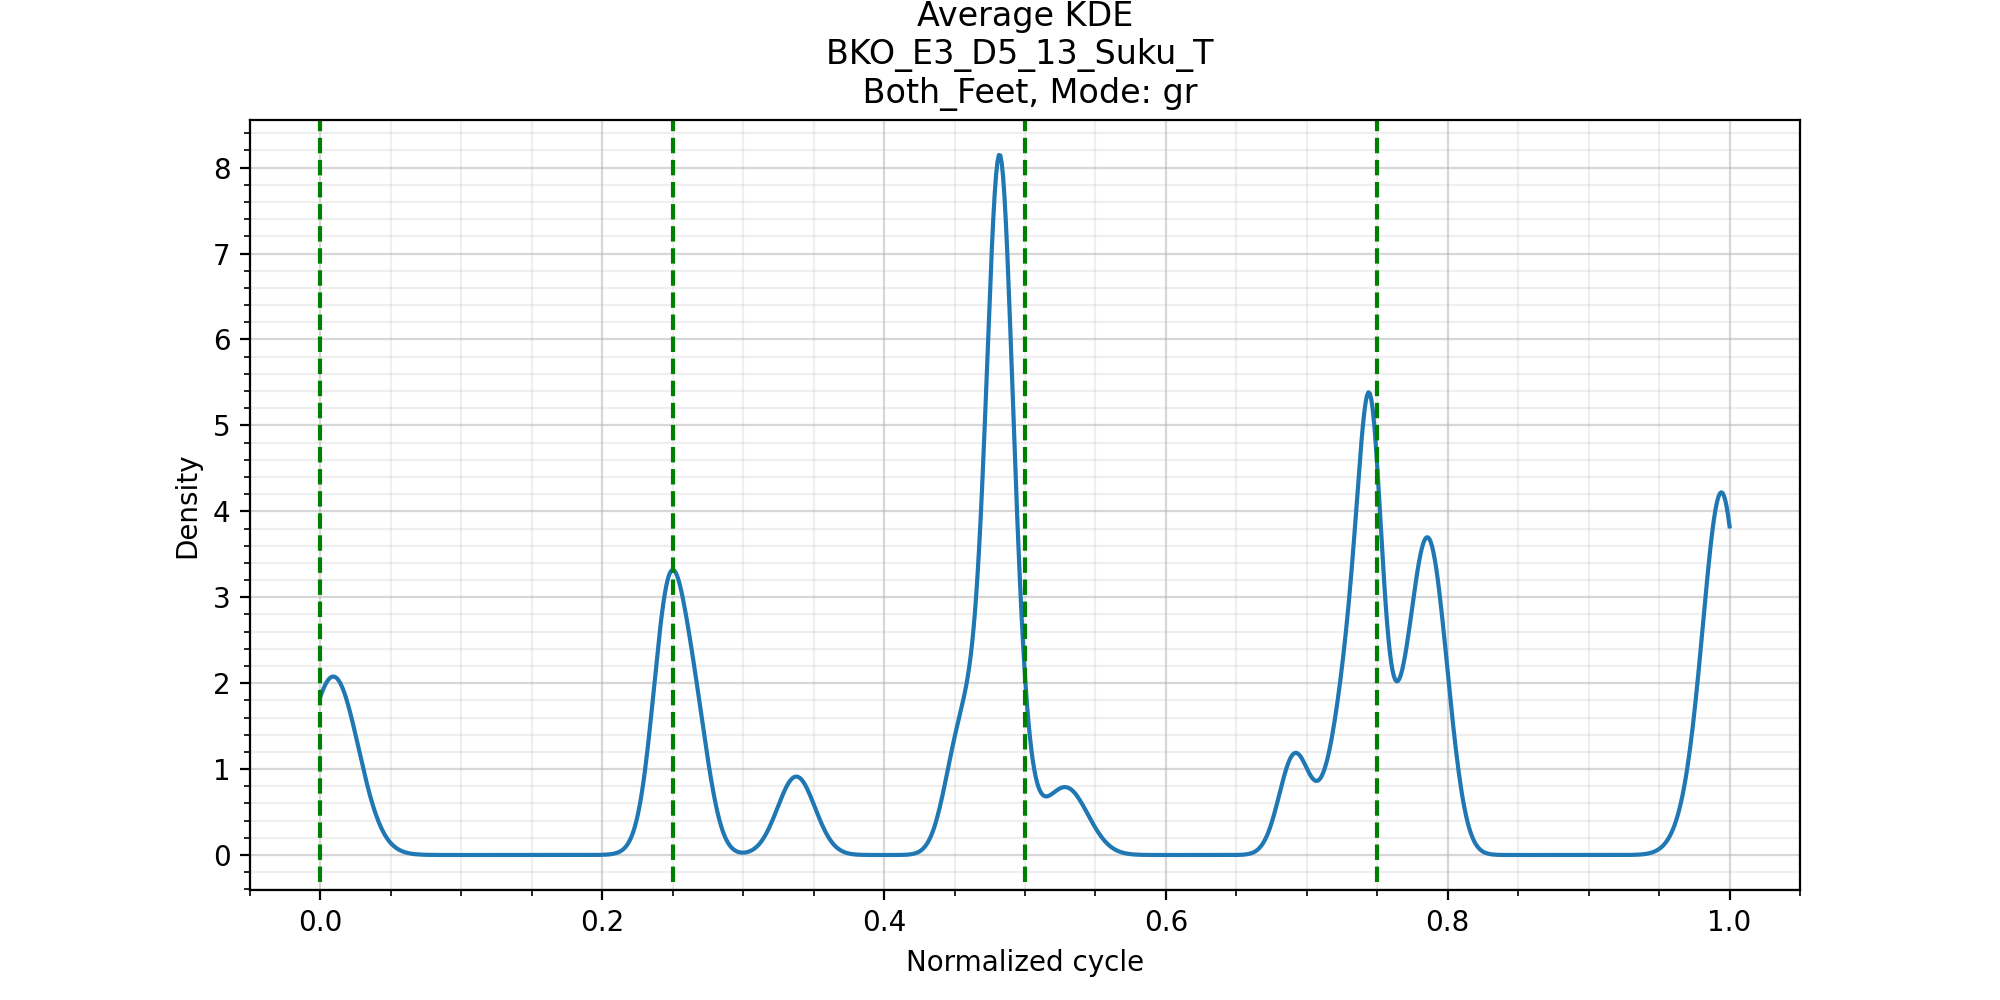 Average KDE
BKO_E3_D5_13_Suku_T
Both_Feet, Mode: gr
8
7
6
5
4
3
2
1
0
Density
0.0 0.2 0.4 0.6 0.8 1.0
Normalized cycle